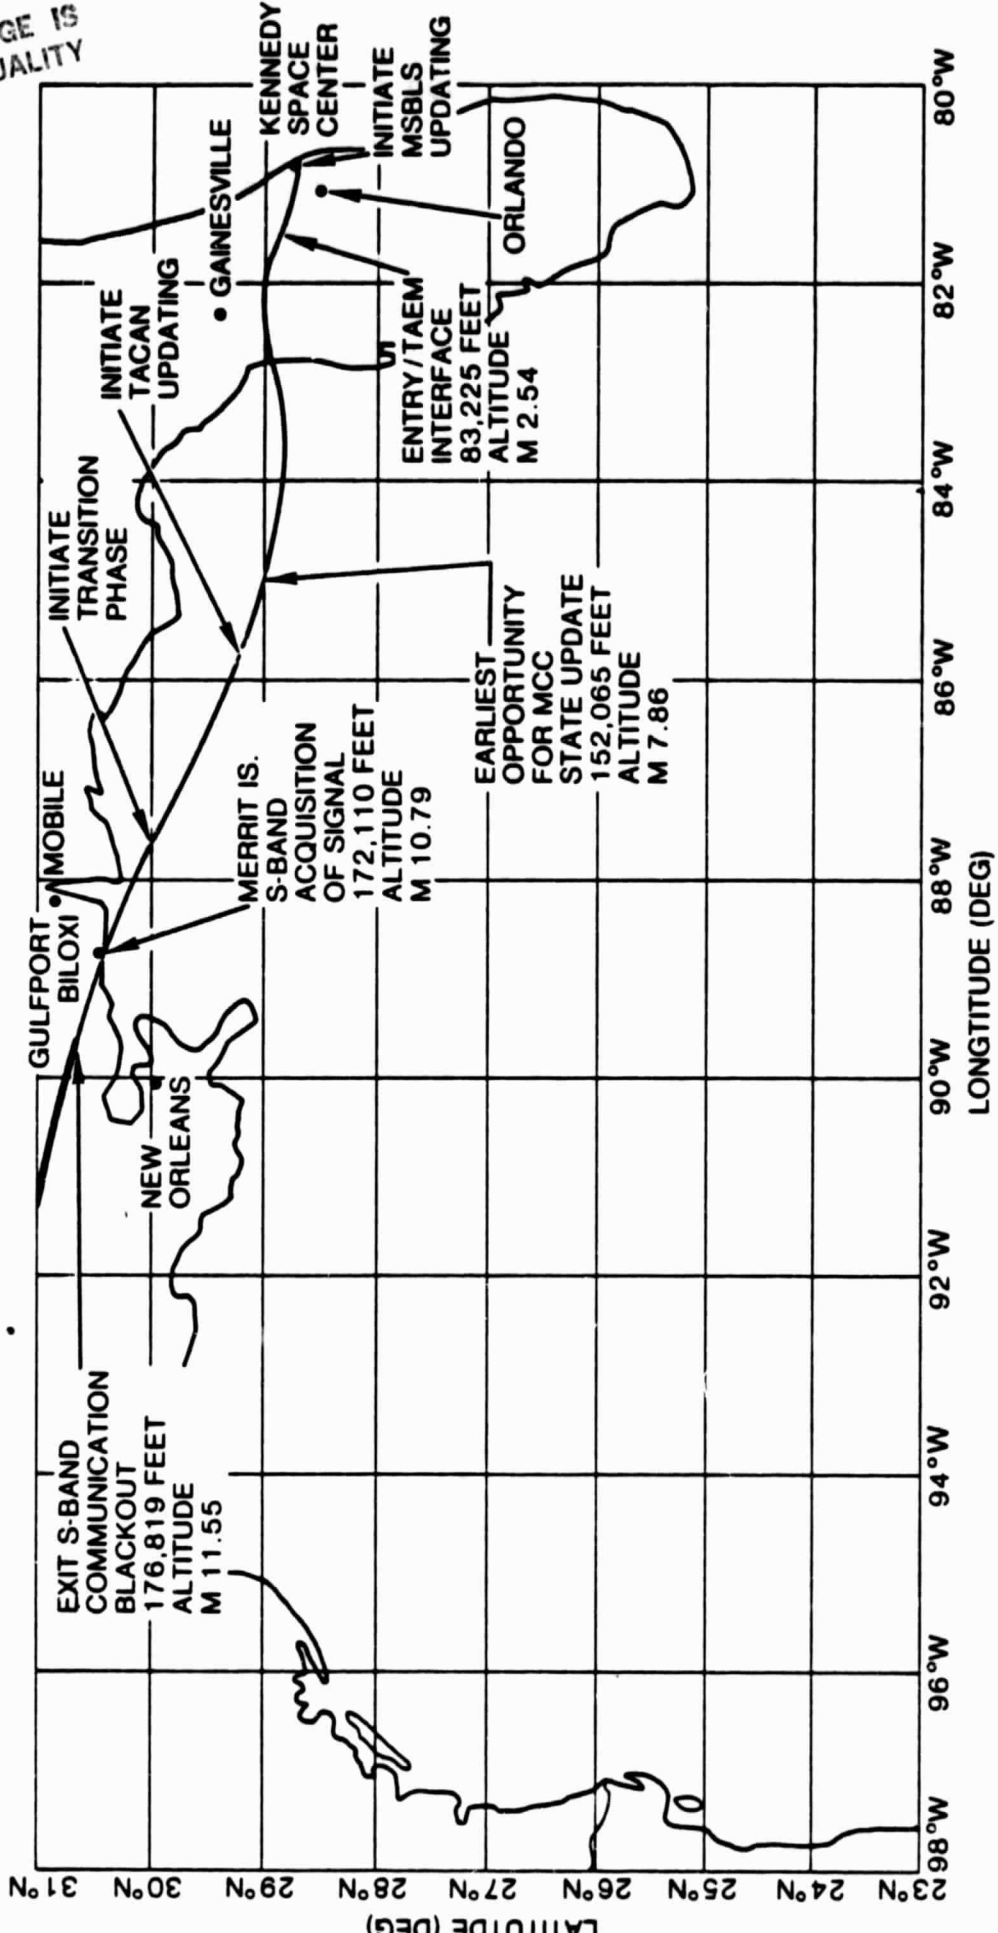 GE IS
JALITY
EXIT S-BAND
COMMUNICATION
BLACKOUT
176,819 FEET
ALTITUDE
M 11.55
NEW
ORLEANS
GULFPORT
BILOXI
MOBILE
MERRIT IS.
S-BAND
ACQUISITION
OF SIGNAL
172,110 FEET
ALTITUDE
M 10.79
INITIATE
TRANSITION
PHASE
EARLIEST
OPPORTUNITY
FOR MCC
STATE UPDATE
152,065 FEET
ALTITUDE
M 7.86
INITIATE
TACAN
UPDATING
GAINESVILLE
ENTRY/TAEM
INTERFACE
83,225 FEET
ALTITUDE
M 2.54
KENNEDY
SPACE
CENTER
INITIATE
MSBLS
UPDATING
ORLANDO
31°N
30°N
29°N
28°N
27°N
26°N
25°N
24°N
23°N
LATITUDE (DEG)
98°W
96°W
94°W
92°W
90°W
88°W
86°W
84°W
82°W
80°W
LONGTITUDE (DEG)